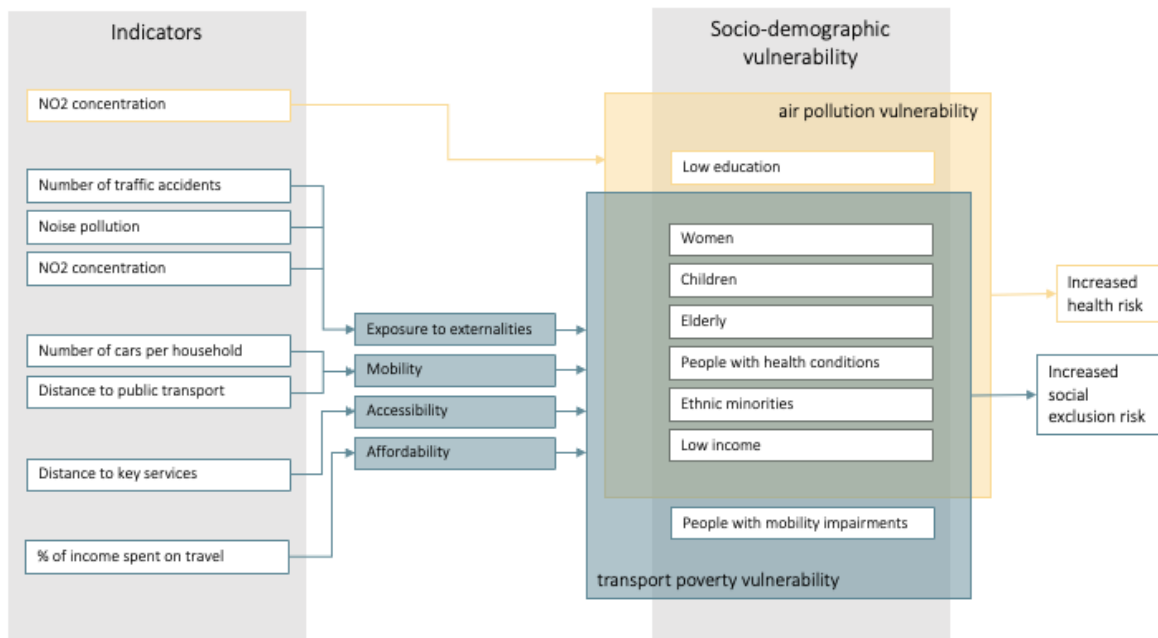 Indicators
NO2 concentration
Number of traffic accidents
Noise pollution
NO2 concentration
Number of cars per household
Distance to public transport
Distance to key services
% of income spent on travel
Exposure to externalities
Mobility
Accessibility
Affordability
Socio-demographic
vulnerability
air pollution vulnerability
Low education
Women
Children
Elderly
People with health conditions
Ethnic minorities
Low income
People with mobility impairments
transport poverty vulnerability
Increased
health risk
Increased
social
exclusion risk